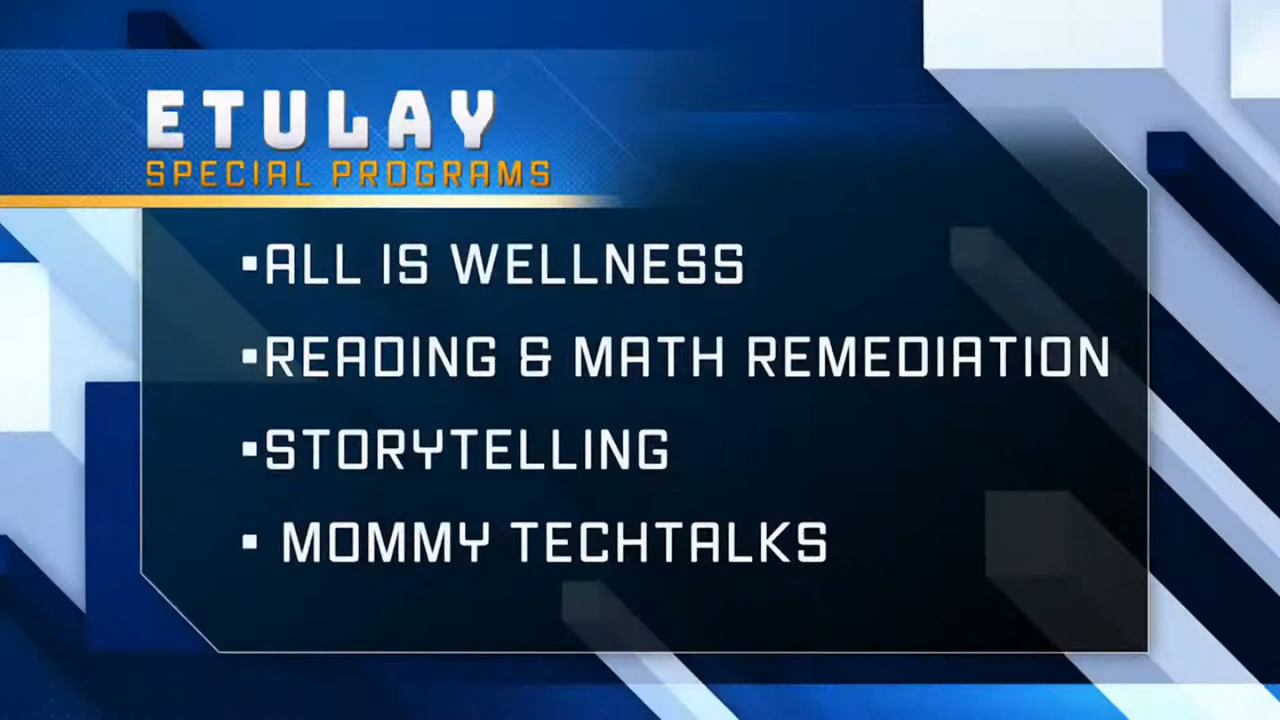 ETULAY
SPECIAL PROGRAMS
▪ALL IS WELLNESS
▪READING & MATH REMEDIATION
▪STORYTELLING
▪ MOMMY TECHTALKS